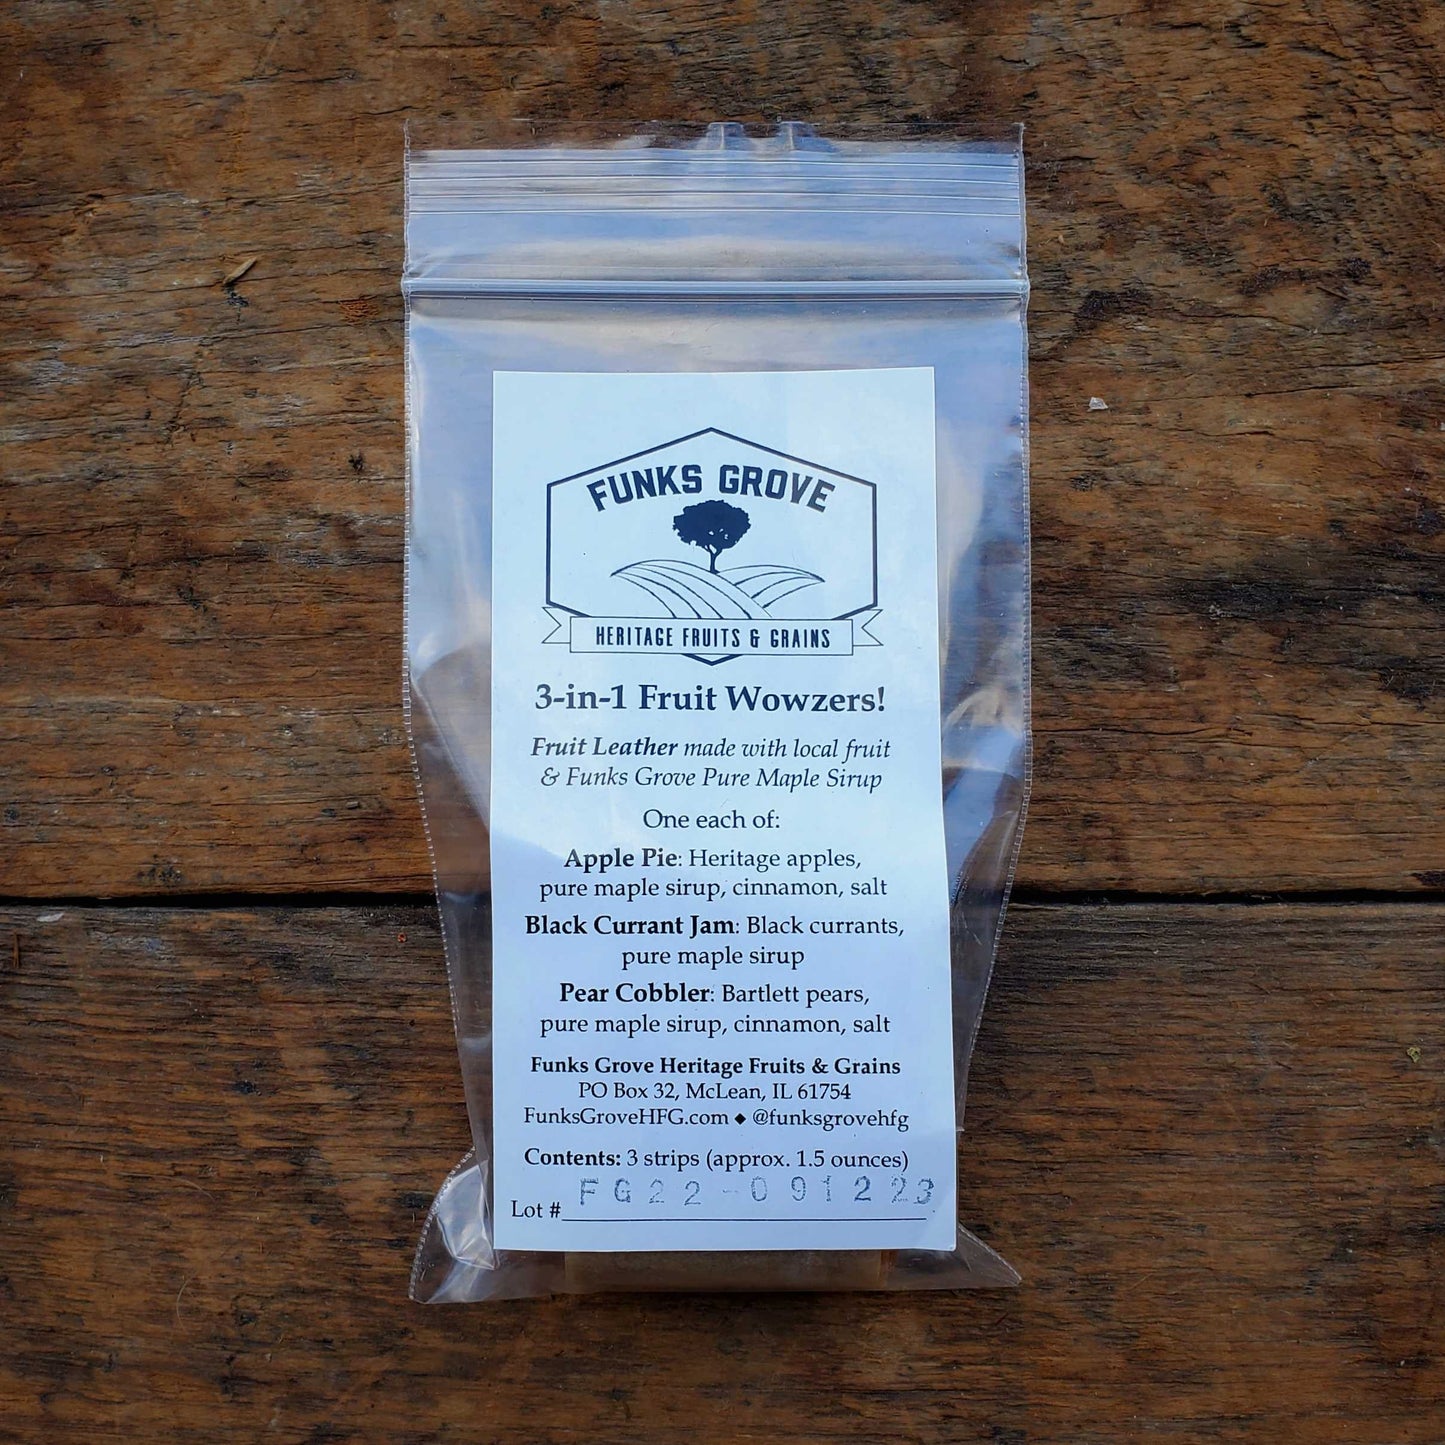 FUNKS GROVE
HERITAGE FRUITS & GRAINS
3-in-1 Fruit Wowzers!
Fruit Leather made with local fruit
& Funks Grove Pure Maple Sirup
One each of:
Apple Pie: Heritage apples,
pure maple sirup, cinnamon, salt
Black Currant Jam: Black currants,
pure maple sirup
Pear Cobbler: Bartlett pears,
pure maple sirup, cinnamon, salt
Funks Grove Heritage Fruits & Grains
PO Box 32, McLean, IL 61754
FunksGroveHFG.com ◆ @funksgrovehfg
Contents: 3 strips (approx. 1.5 ounces)
Lot # FG22-091223